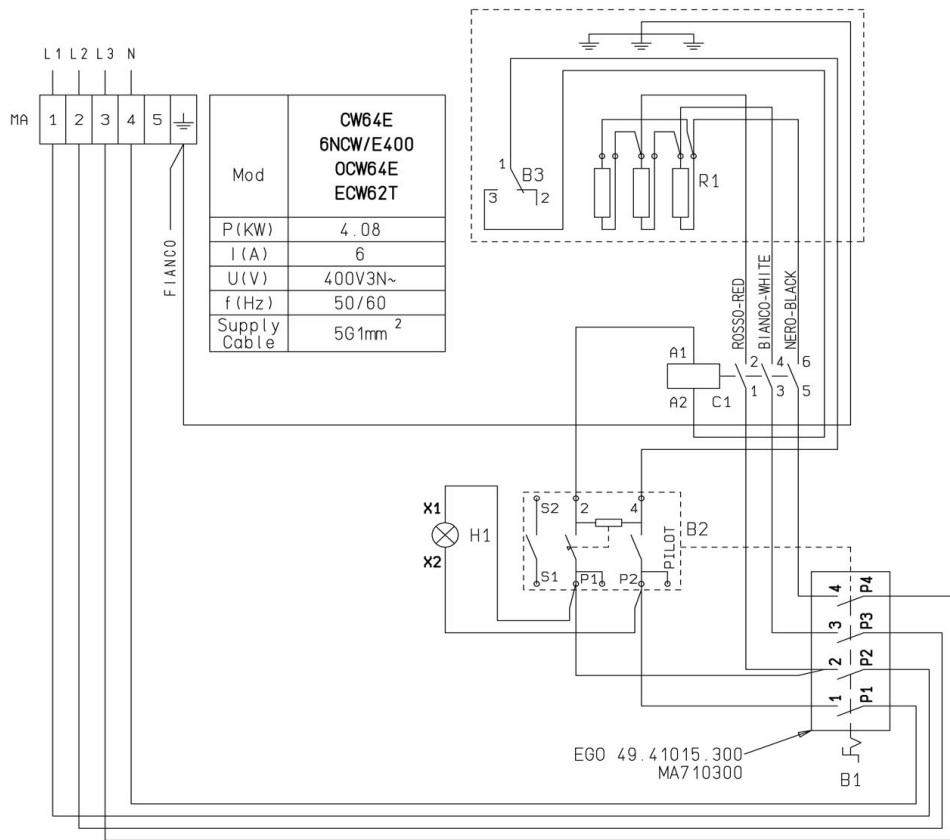 L1 L2 L3 N
MA 1 2 3 4 5
FIANCO
Mod
CW64E
6NCW/E400
OCW64E
ECW62T
P(KW) 4.08
I(A) 6
U(V) 400V3N~
f(Hz) 50/60
Supply Cable 5G1mm²
1
B3
3 2
R1
ROSSO-RED
BIANCO-WHITE
NERO-BLACK
A1
A2
C1
2 4 6
1 3 5
X1
X2
H1
S2 2 4
S1 P1 P2
PILOT
B2
4 P4
3 P3
2 P2
1 P1
EGO 49.41015.300
MA710300
B1